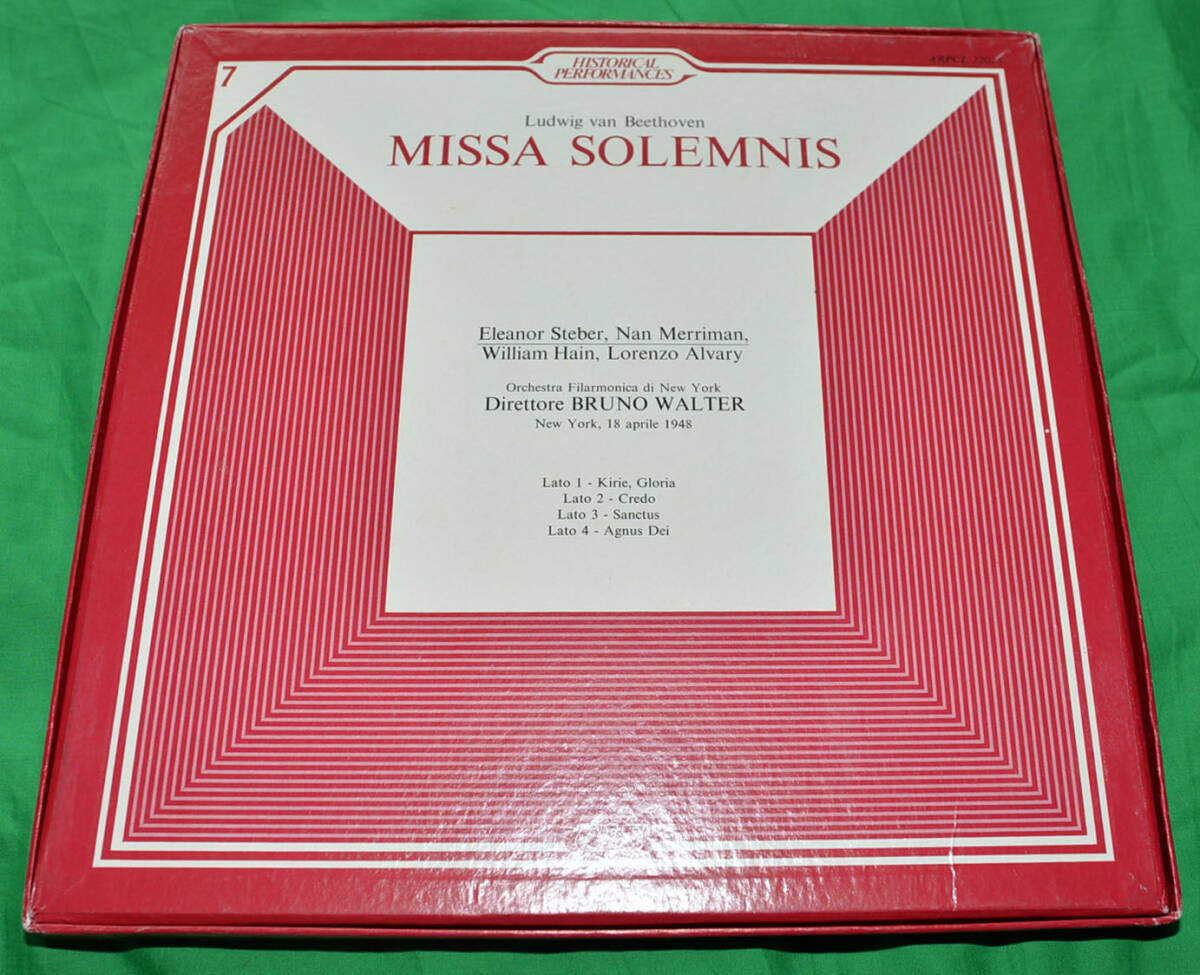 7
HISTORICAL
PERFORMANCES
Ludwig van Beethoven
MISSA SOLEMNIS
Eleanor Steber, Nan Merriman,
William Hain, Lorenzo Alvary
Orchestra Filarmonica di New York
Direttore BRUNO WALTER
New York, 18 aprile 1948
Lato 1 - Kirie, Gloria
Lato 2 - Credo
Lato 3 - Sanctus
Lato 4 - Agnus Dei